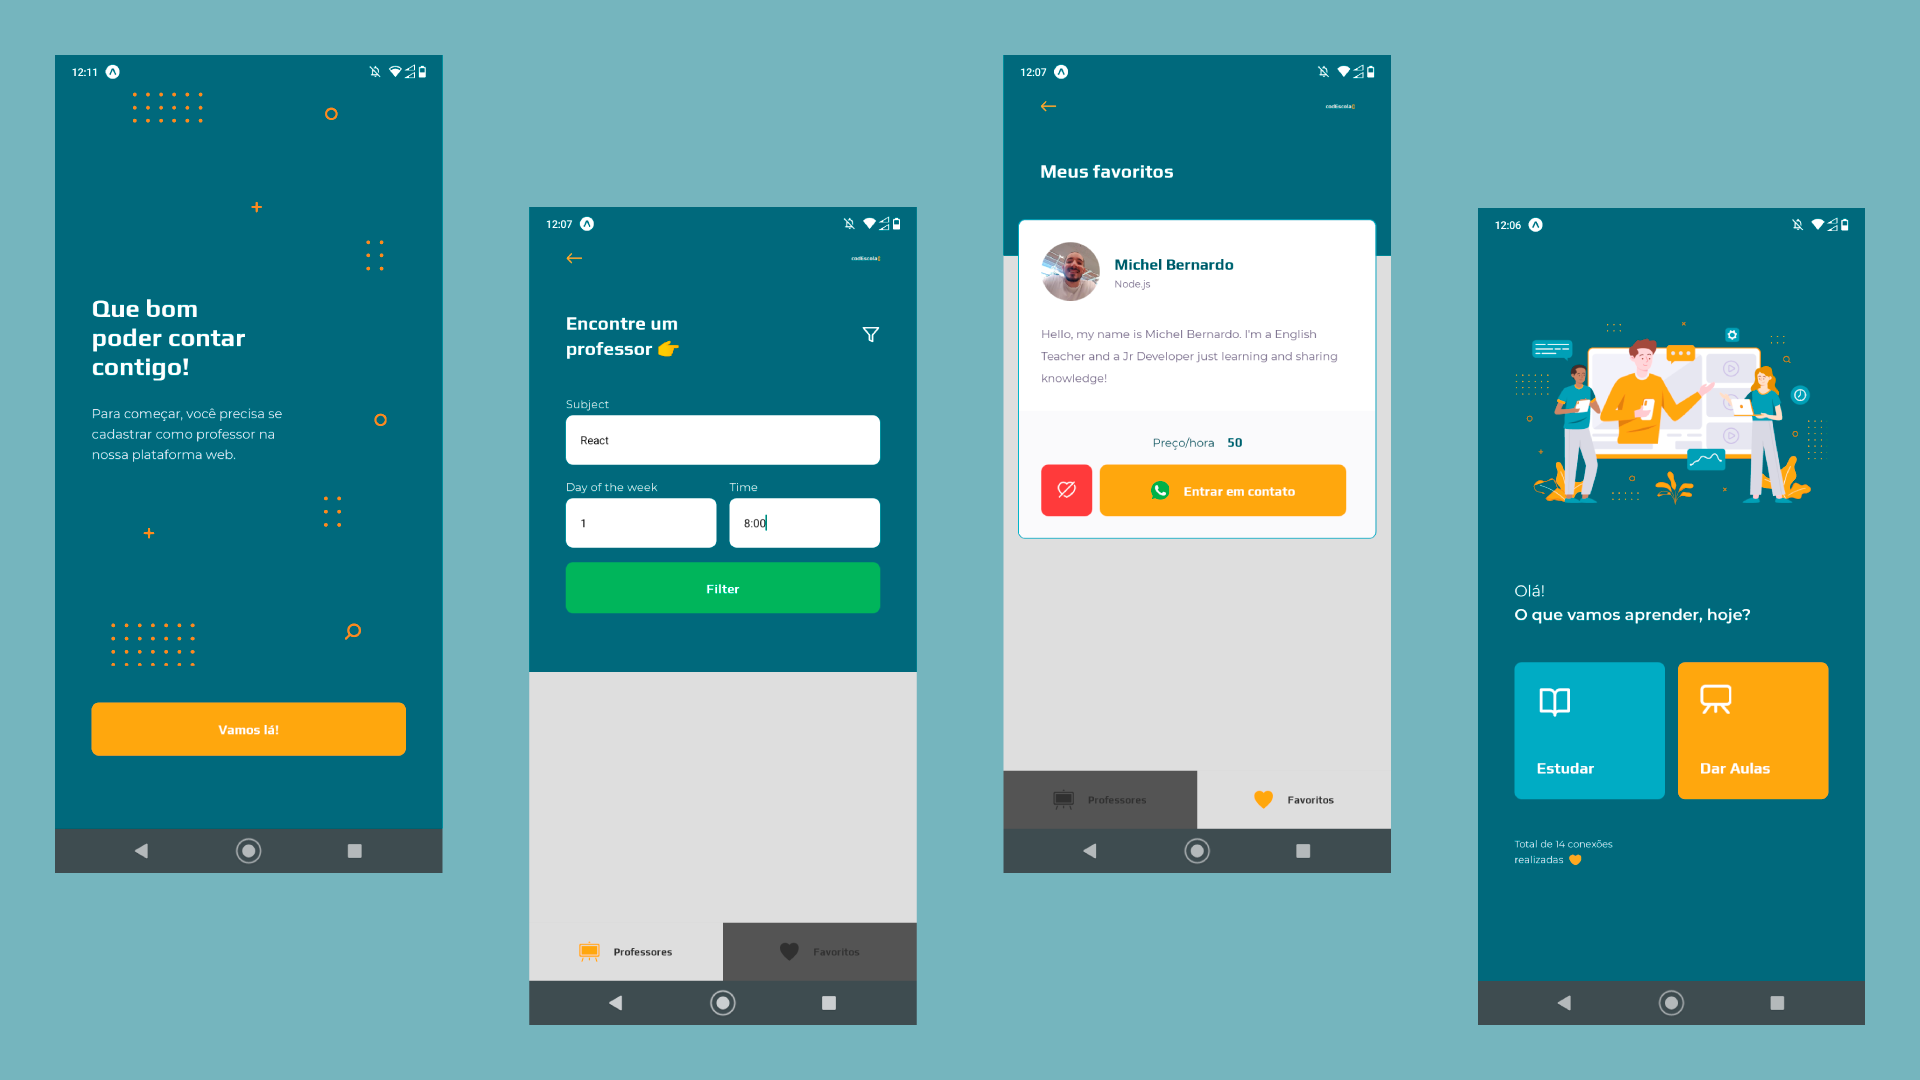 12:11
Que bom
poder contar
contigo!
Para começar, você precisa se
cadastrar como professor na
nossa plataforma web.
Vamos lá!
12:07
codEscola
Encontre um
professor 👉
Subject
React
Day of the week
Time
1
8:00
Filter
Professores
Favoritos
12:07
codEscola
Meus favoritos
Michel Bernardo
Node.js
Hello, my name is Michel Bernardo. I'm a English
Teacher and a Jr Developer just learning and sharing
knowledge!
Preço/hora 50
Entrar em contato
Professores
Favoritos
12:06
Olá!
O que vamos aprender, hoje?
Estudar
Dar Aulas
Total de 14 conexões
realizadas 🧡